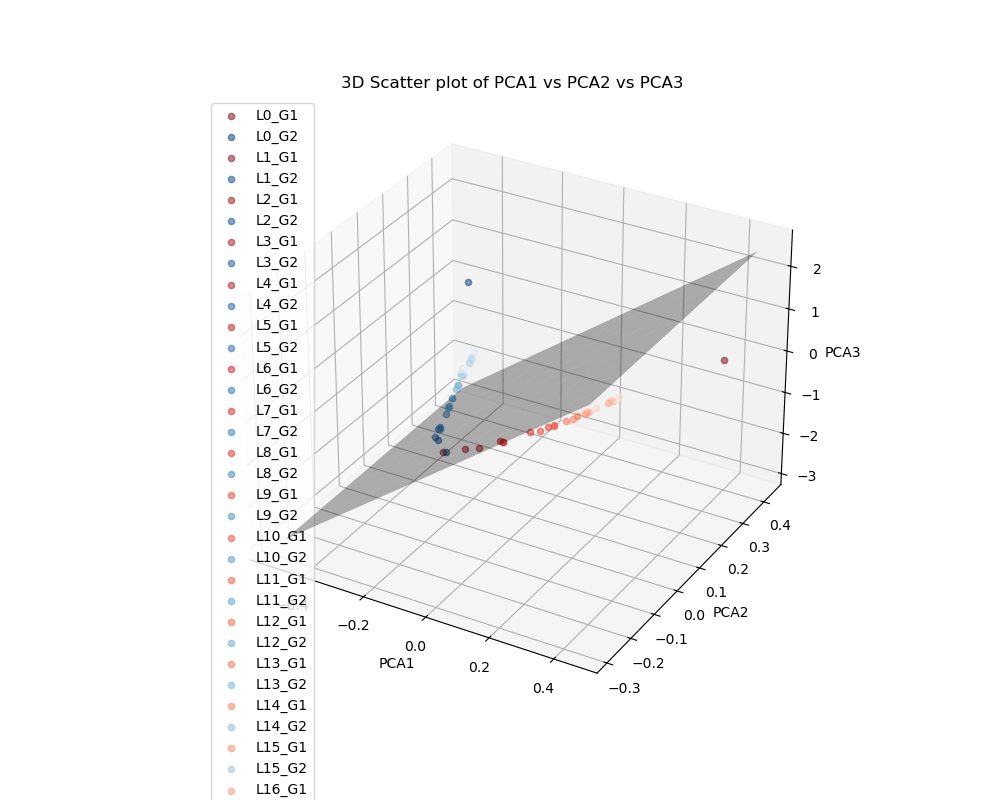 3D Scatter plot of PCA1 vs PCA2 vs PCA3
L0_G1
L0_G2
L1_G1
L1_G2
L2_G1
L2_G2
L3_G1
L3_G2
L4_G1
L4_G2
L5_G1
L5_G2
L6_G1
L6_G2
L7_G1
L7_G2
L8_G1
L8_G2
L9_G1
L9_G2
L10_G1
L10_G2
L11_G1
L11_G2
L12_G1
L12_G2
L13_G1
L13_G2
L14_G1
L14_G2
L15_G1
L15_G2
L16_G1
−0.4
−0.2
0.0
0.2
0.4
PCA1
−0.3
−0.2
−0.1
0.0
0.1
0.2
0.3
0.4
PCA2
2
1
0
−1
−2
−3
PCA3